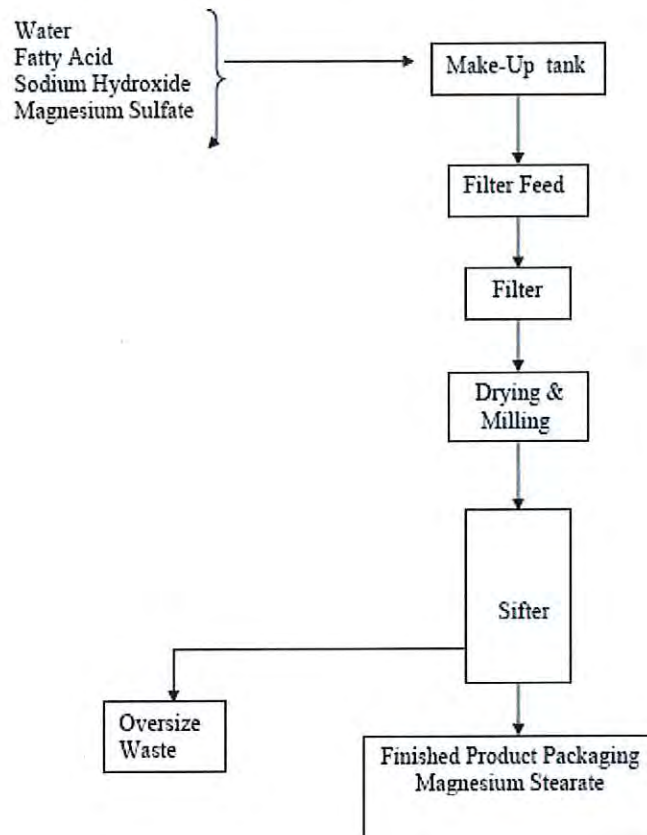 Water
Fatty Acid
Sodium Hydroxide
Magnesium Sulfate
Make-Up tank
Filter Feed
Filter
Drying &
Milling
Sifter
Oversize
Waste
Finished Product Packaging
Magnesium Stearate